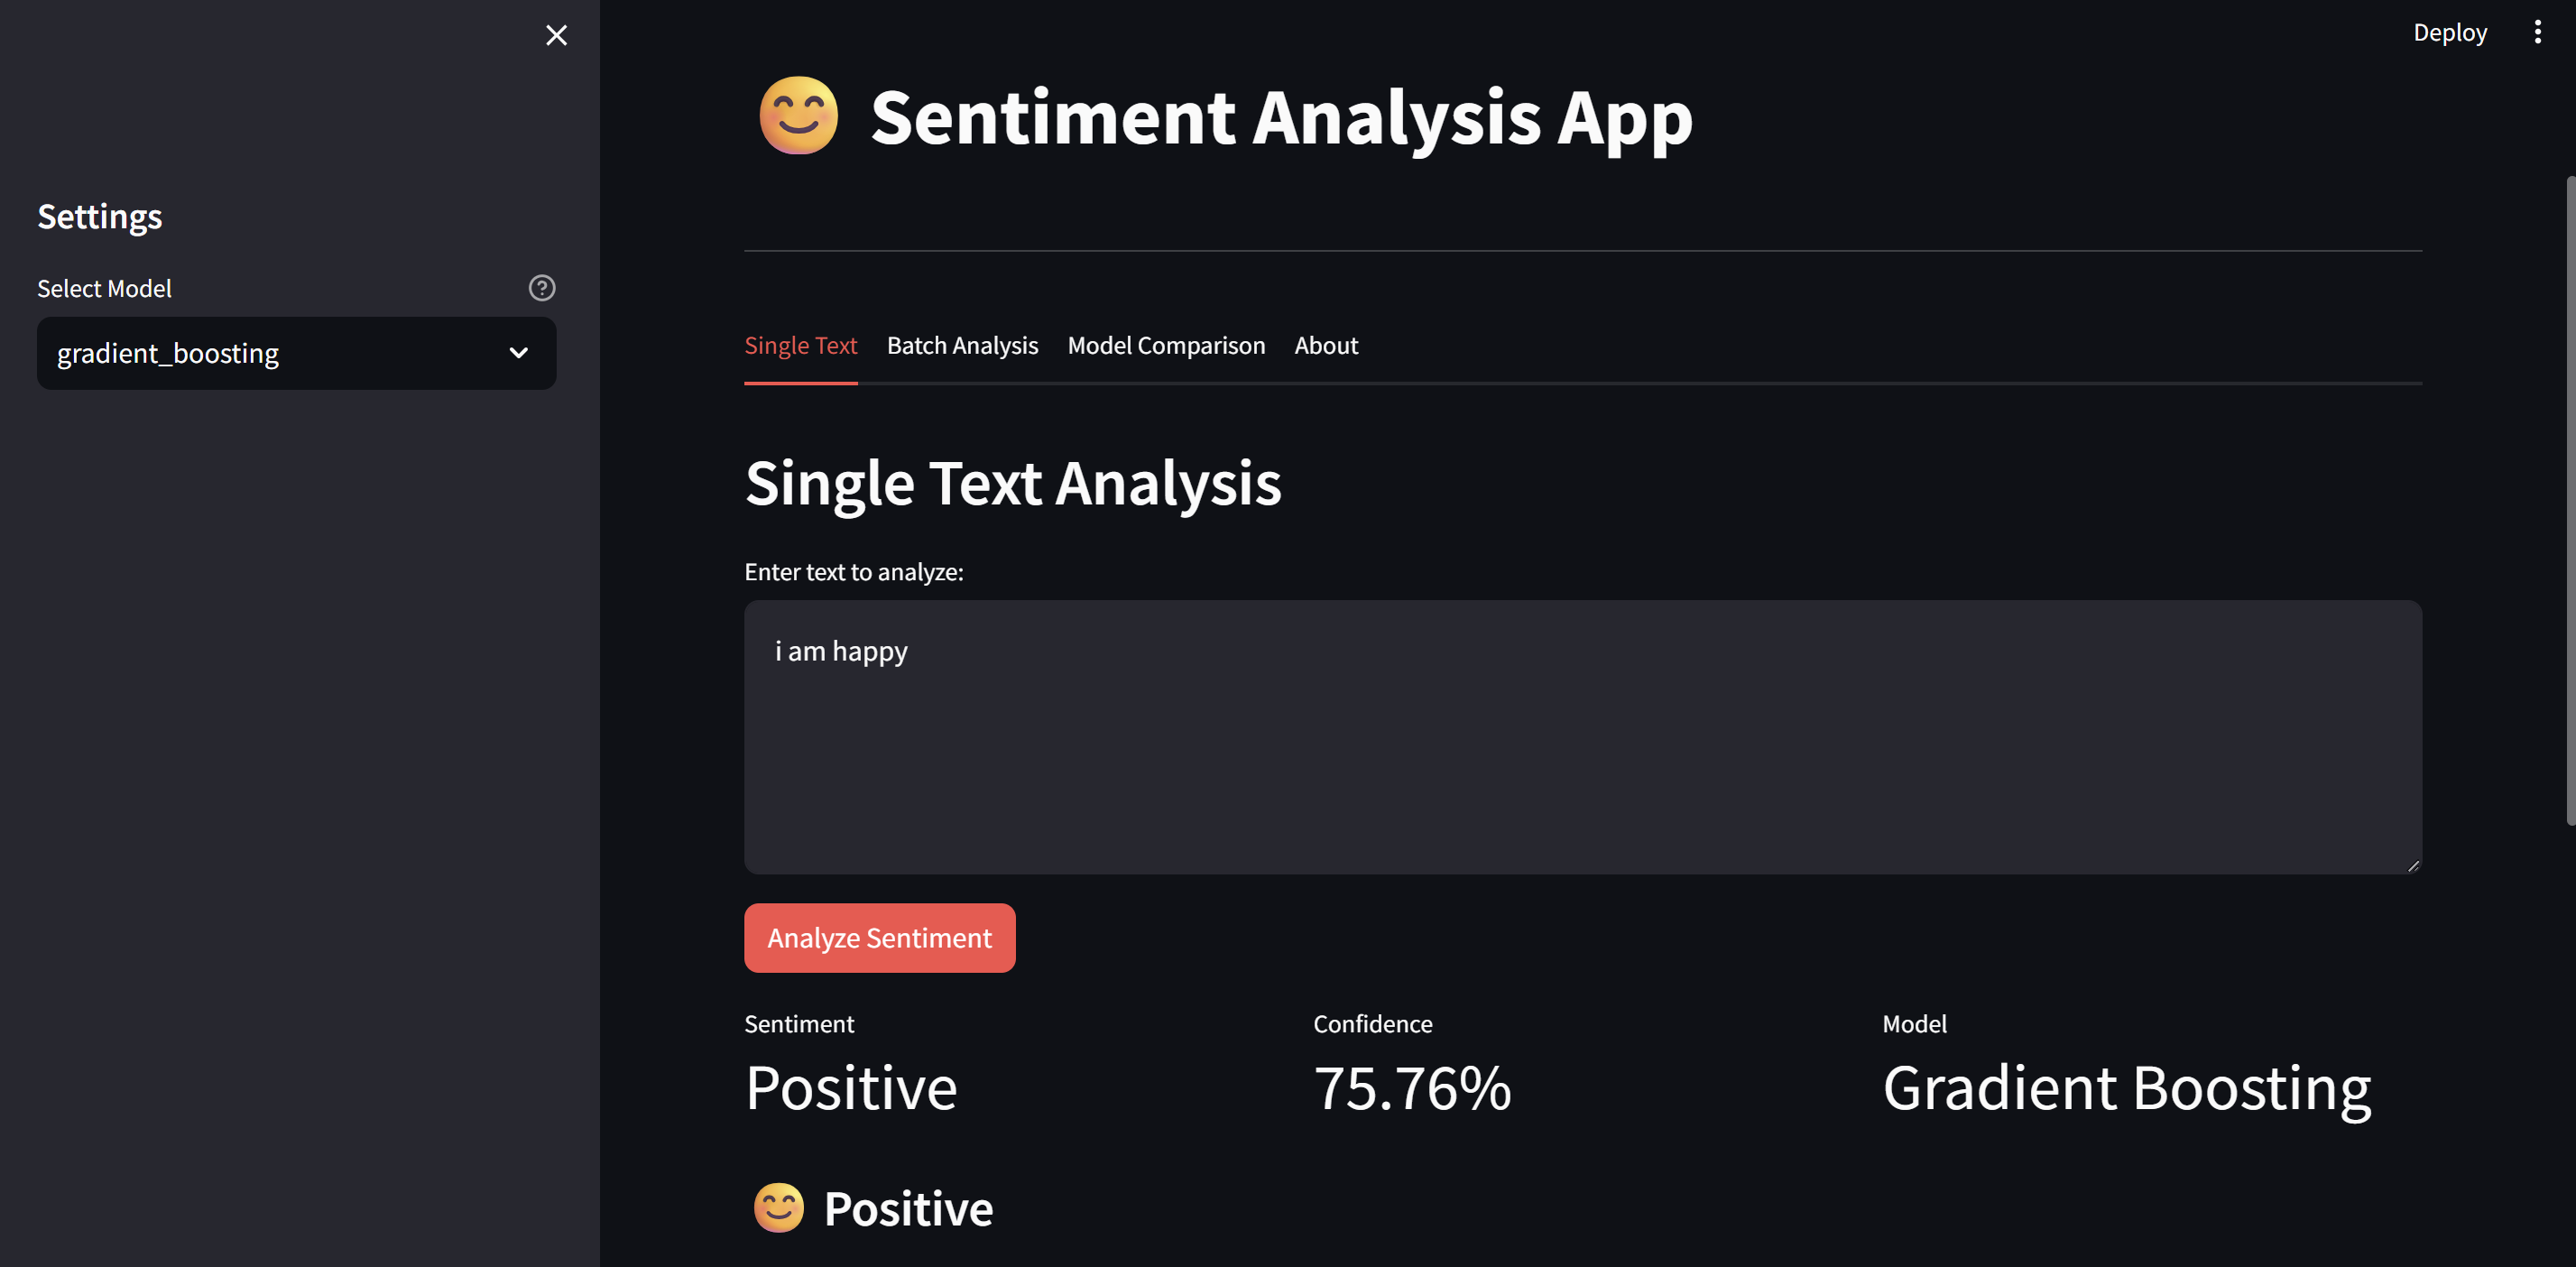 Deploy
Sentiment Analysis App
Settings
Select Model
gradient_boosting
Single Text Batch Analysis Model Comparison About
Single Text Analysis
Enter text to analyze:
i am happy
Analyze Sentiment
Sentiment Confidence Model
Positive 75.76% Gradient Boosting
Positive